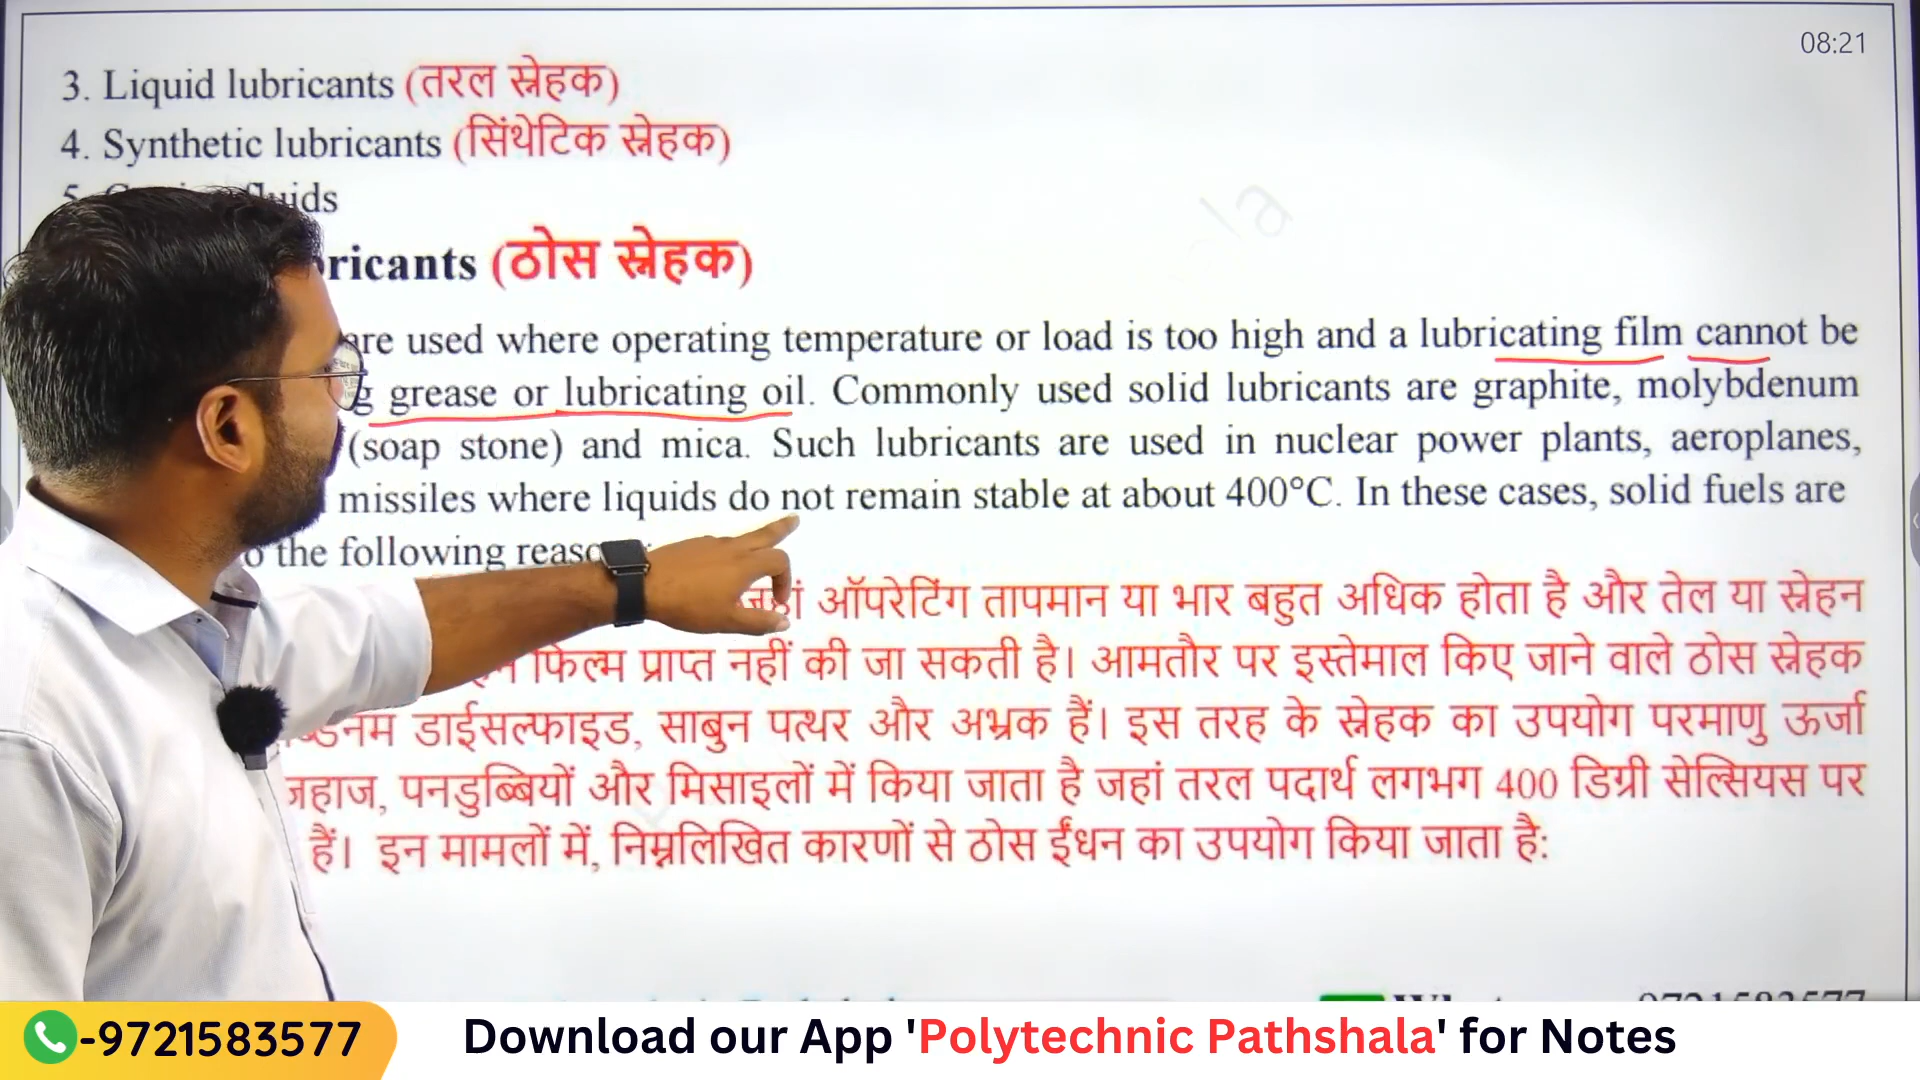 08:21
3. Liquid lubricants (तरल स्नेहक)
4. Synthetic lubricants (सिंथेटिक स्नेहक)
(ठोस स्नेहक)
are used where operating temperature or load is too high and a lubricating film cannot be
grease or lubricating oil. Commonly used solid lubricants are graphite, molybdenum
(soap stone) and mica. Such lubricants are used in nuclear power plants, aeroplanes,
missiles where liquids do not remain stable at about 400°C. In these cases, solid fuels are
the following
ऑपरेटिंग तापमान या भार बहुत अधिक होता है और तेल या स्नेहन
फिल्म प्राप्त नहीं की जा सकती है। आमतौर पर इस्तेमाल किए जाने वाले ठोस स्नेहक
डाईसल्फाइड, साबुन पत्थर और अभ्रक हैं। इस तरह के स्नेहक का उपयोग परमाणु ऊर्जा
जहाज, पनडुब्बियों और मिसाइलों में किया जाता है जहां तरल पदार्थ लगभग 400 डिग्री सेल्सियस पर
हैं। इन मामलों में, निम्नलिखित कारणों से ठोस ईंधन का उपयोग किया जाता है:
-9721583577 Download our App 'Polytechnic Pathshala' for Notes